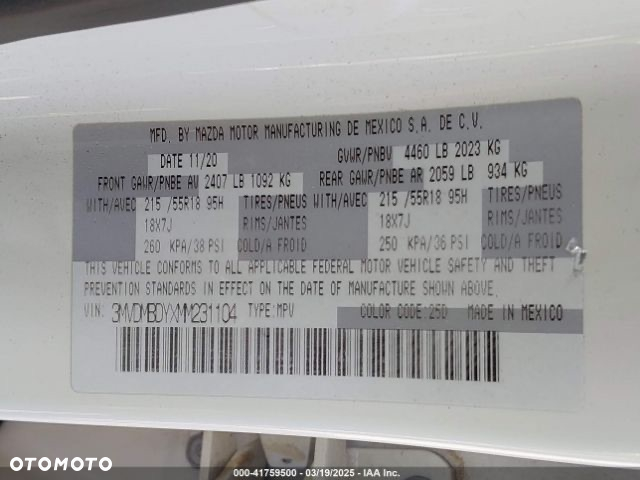 MFD. BY MAZDA MOTOR MANUFACTURING DE MEXICO S.A. DE C.V.
DATE 11/20 GVWR/PNBV 4460 LB 2023 KG
FRONT GAWR/PNBE AV 2407 LB 1092 KG REAR GAWR/PNBE AR 2059 LB 934 KG
WITH/AVEC 215 /55R18 95H TIRES/PNEUS WITH/AVEC 215 /55R18 95H TIRES/PNEUS
18X7J RIMS/JANTES 18X7J RIMS/JANTES
260 KPA/38 PSI COLD/A FROID 250 KPA/36 PSI COLD/A FROID
THIS VEHICLE CONFORMS TO ALL APPLICABLE FEDERAL MOTOR VEHICLE SAFETY AND THEFT
PREVENTION STANDARDS IN EFFECT ON THE DATE OF MANUFACTURE SHOWN ABOVE.
VIN: 3MVDMBDYXMM231104 TYPE:MPV COLOR CODE:25D MADE IN MEXICO
OTOMOTO 000-41759500 - 03/19/2025 - IAA Inc.